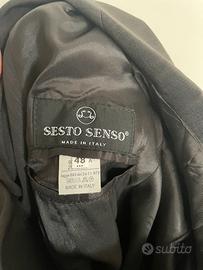 SESTO SENSO®
MADE IN ITALY
48
MADE IN ITALY
subito